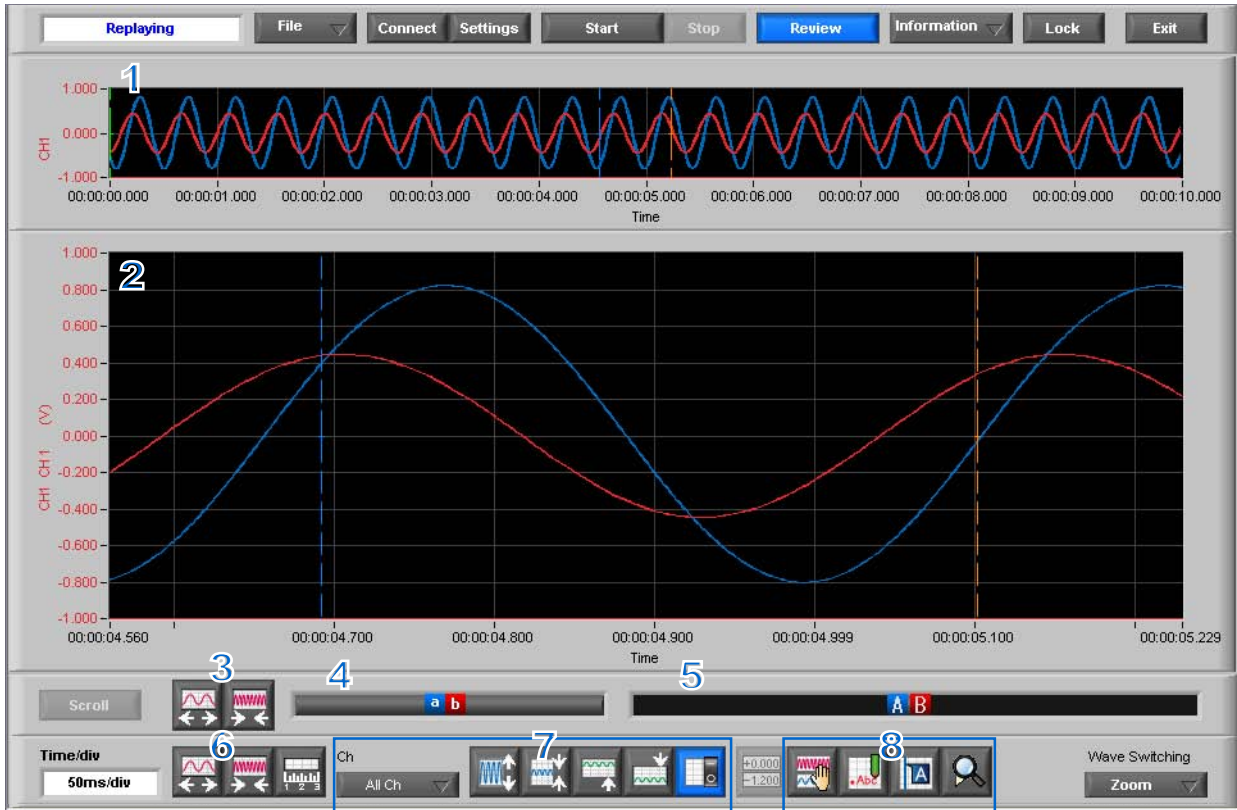 Replaying File Connect Settings Start Stop Review Information Lock Exit
1
1.000
0.000
-1.000
CH1
00:00:00.000 00:00:01.000 00:00:02.000 00:00:03.000 00:00:04.000 00:00:05.000 00:00:06.000 00:00:07.000 00:00:08.000 00:00:09.000 00:00:10.000
Time
2
1.000
0.800
0.600
0.400
0.200
0.000
-0.200
-0.400
-0.600
-0.800
-1.000
CH1 CH1 (V)
00:00:04.560 00:00:04.700 00:00:04.800 00:00:04.900 00:00:04.999 00:00:05.100 00:00:05.229
Time
3 4 5
Scroll a b A B
6 7 8
Time/div Ch Wave Switching
50ms/div 1 2 3 All Ch +0.000 -1.200 .Abc A Zoom